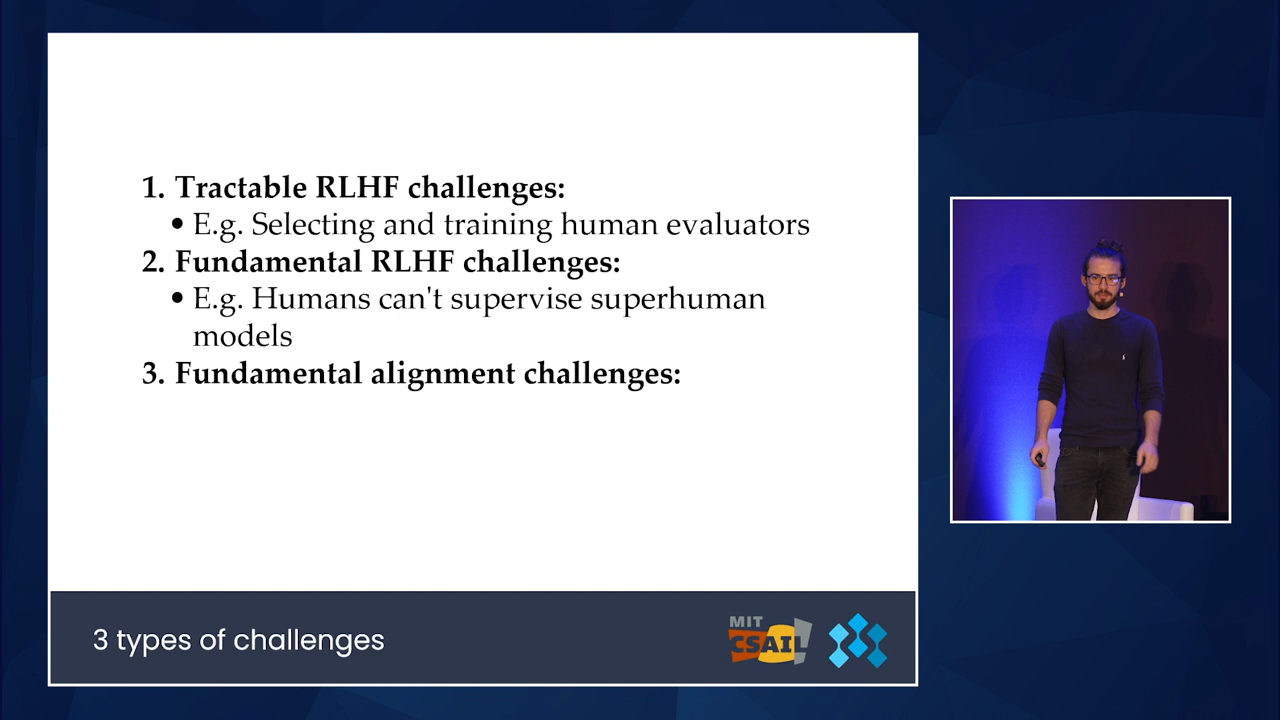 1. Tractable RLHF challenges:
• E.g. Selecting and training human evaluators
2. Fundamental RLHF challenges:
• E.g. Humans can't supervise superhuman
models
3. Fundamental alignment challenges:
3 types of challenges
MIT
CSAIL